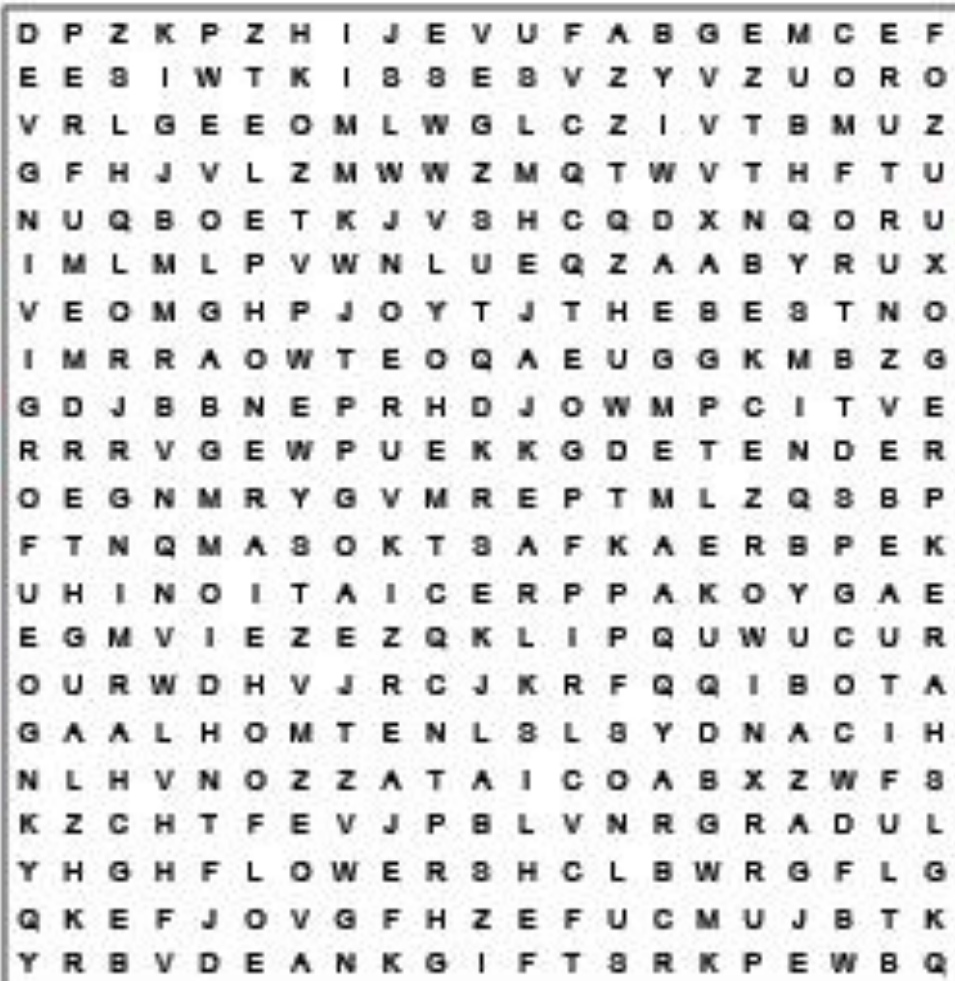 D P Z K P Z H I J E V U F A B G E M C E F
E E S I W T K I S S E S V Z Y V Z U O R O
V R L G E E O M L W G L C Z I V T B M U Z
G F H J V L Z M W W Z M Q T W V T H F T U
N U Q B O E T K J V S H C Q D X N Q O R U
I M L M L P V W N L U E Q Z A A B Y R U X
V E O M G H P J O Y T J T H E B E S T N O
I M R R A O W T E O Q A E U G G K M B Z G
G D J B B N E P R H D J O W M P C I T V E
R R R V G E W P U E K K G D E T E N D E R
O E G N M R Y G V M R E P T M L Z Q S B P
F T N Q M A S O K T S A F K A E R B P E K
U H I N O I T A I C E R P P A K O Y G A E
E G M V I E Z E Z Q K L I P Q U W U C U R
O U R W D H V J R C J K R F Q Q I B O T A
G A A L H O M T E N L S L S Y D N A C I H
N L H V N O Z Z A T A I C O A B X Z W F S
K Z C H T F E V J P B L V N R G R A D U L
Y H G H F L O W E R S H C L B W R G F L G
Q K E F J O V G F H Z E F U C M U J B T K
Y R B V D E A N K G I F T S R K P E W B Q